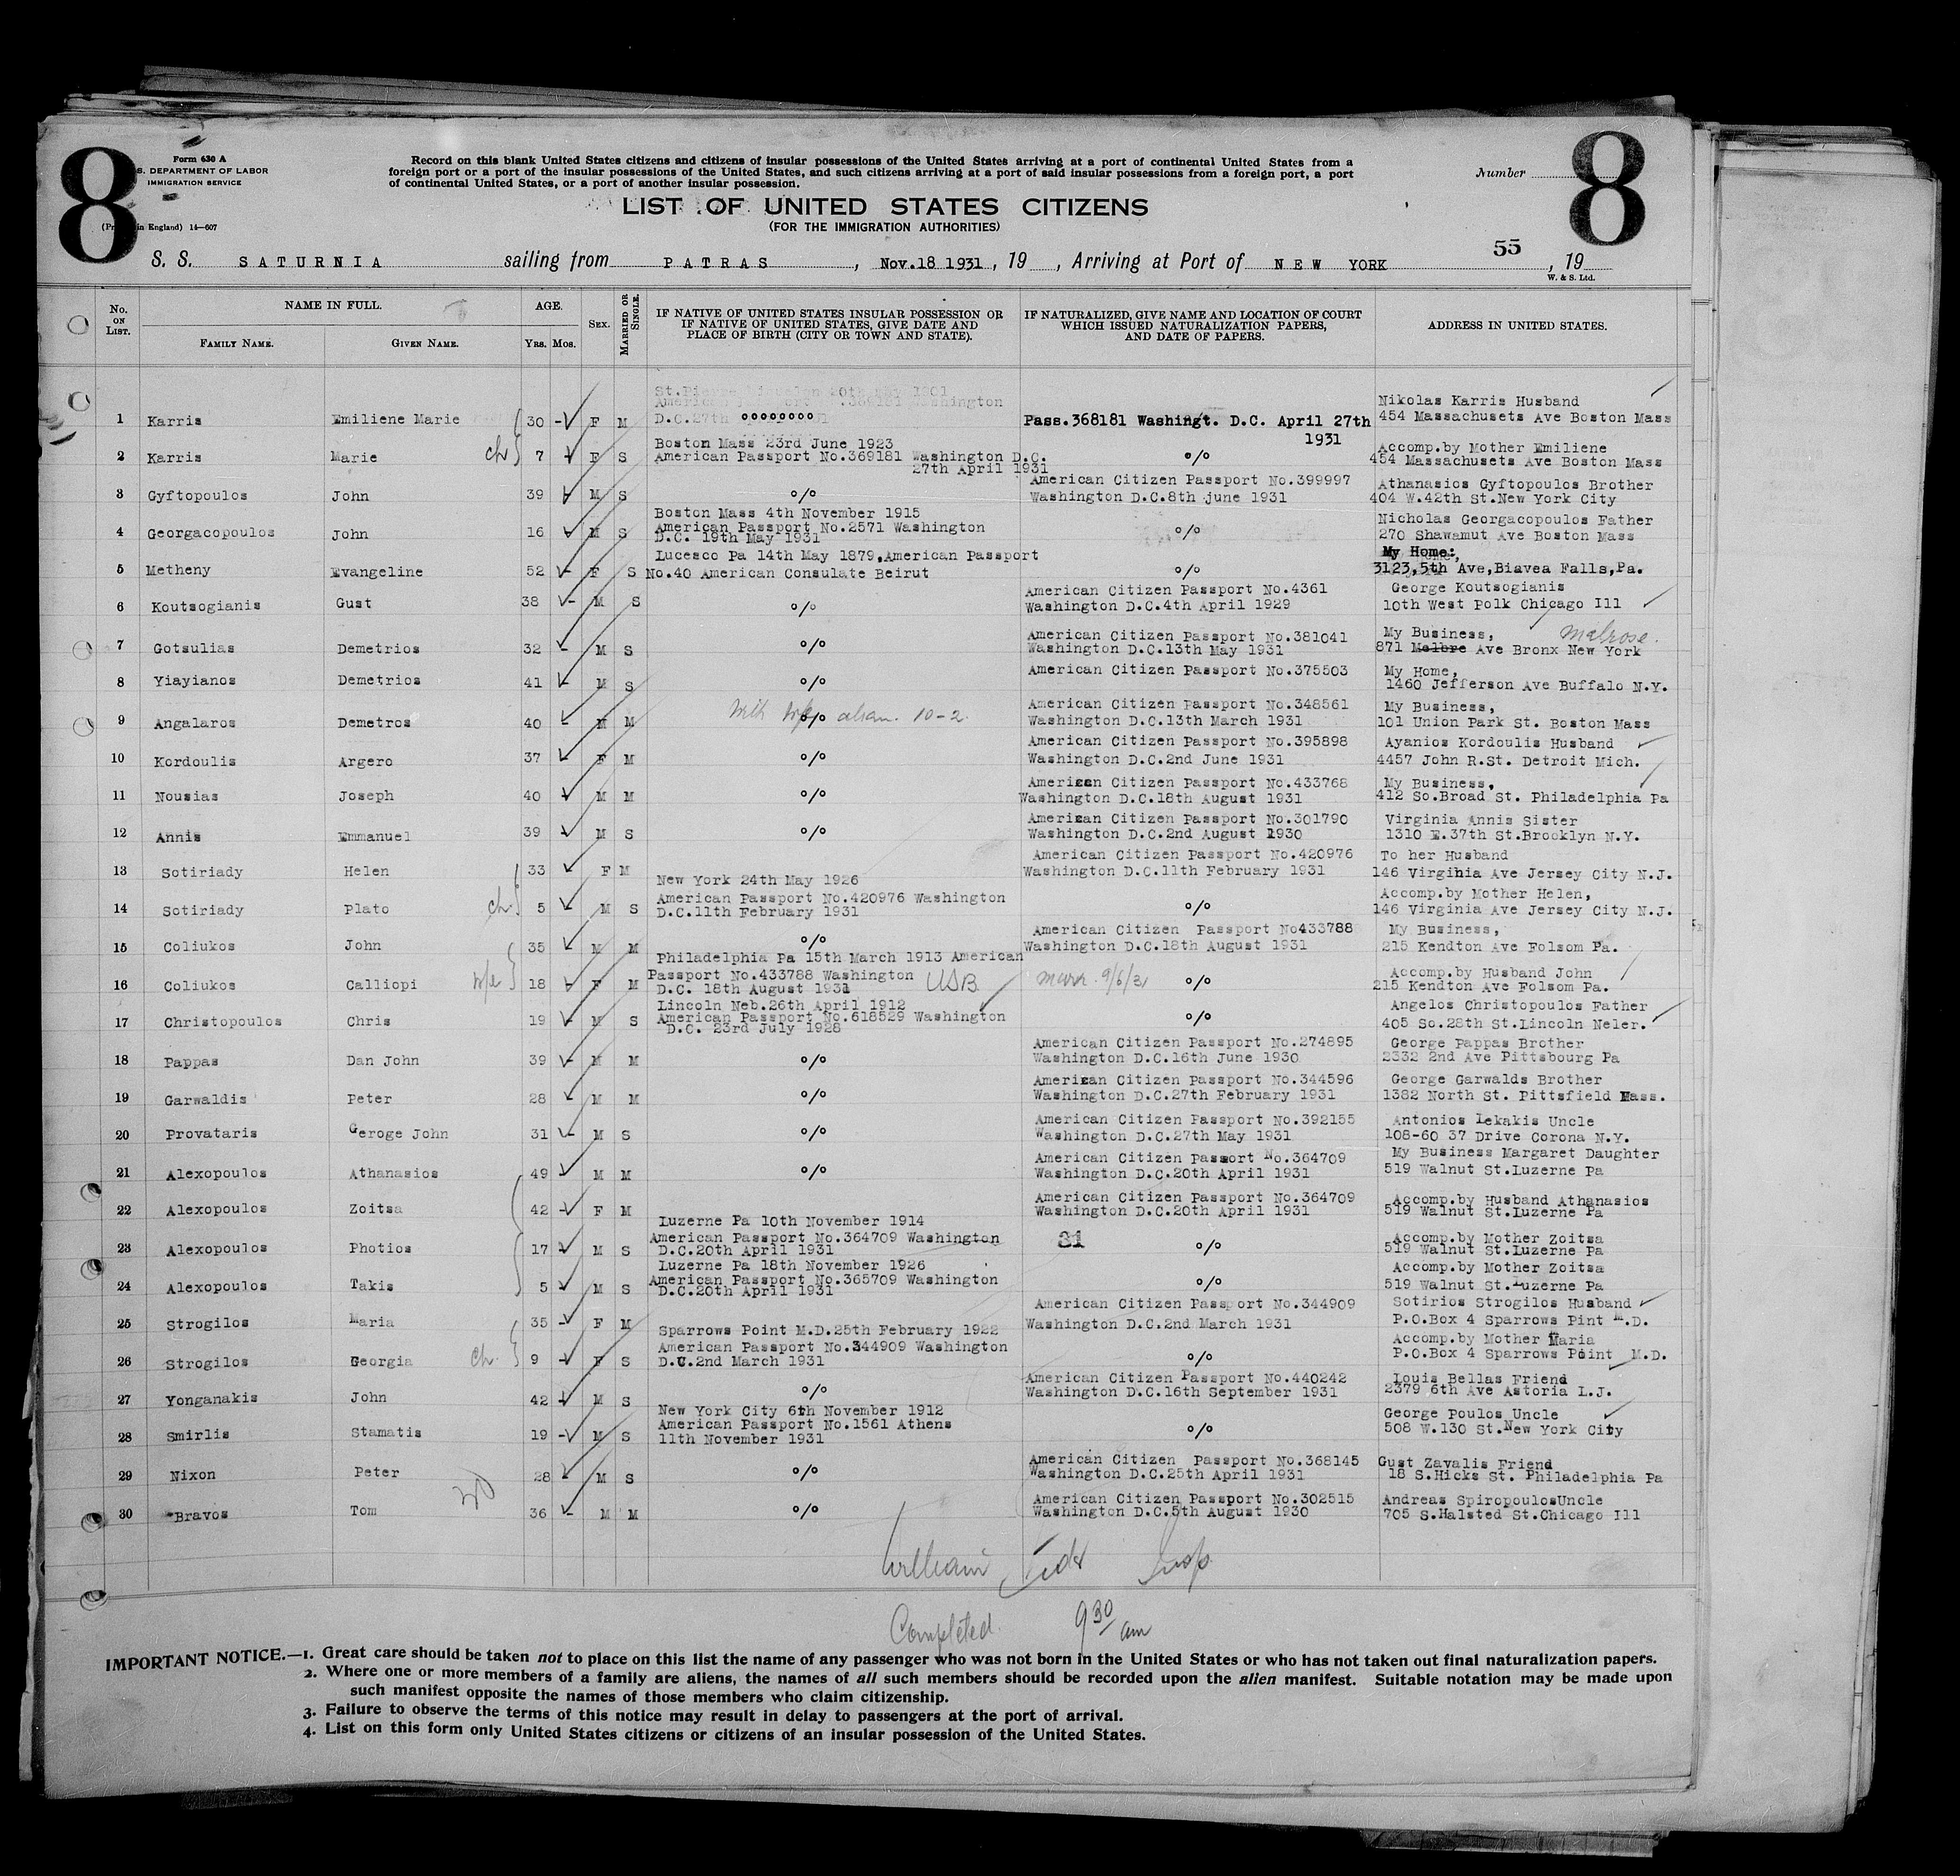 8
8
Form 630 A
S. DEPARTMENT OF LABOR
IMMIGRATION SERVICE
in England) 14—607
Record on this blank United States citizens and citizens of insular possessions of the United States arriving at a port of continental United States from a
foreign port or a port of the insular possessions of the United States, and such citizens arriving at a port of said insular possessions from a foreign port, a port
of continental United States, or a port of another insular possession.
Number
LIST OF UNITED STATES CITIZENS
(FOR THE IMMIGRATION AUTHORITIES)
55
S. S. SATURNIA sailing from PATRAS, Nov.18 1931, 19 , Arriving at Port of NEW YORK , 19
W. & S. Ltd.
No. ON LIST. NAME IN FULL. FAMILY NAME. GIVEN NAME. AGE. YRS. MOS. SEX. MARRIED OR SINGLE. IF NATIVE OF UNITED STATES INSULAR POSSESSION OR IF NATIVE OF UNITED STATES, GIVE DATE AND PLACE OF BIRTH (CITY OR TOWN AND STATE). IF NATURALIZED, GIVE NAME AND LOCATION OF COURT WHICH ISSUED NATURALIZATION PAPERS, AND DATE OF PAPERS. ADDRESS IN UNITED STATES.
1 Karris Emiliene Marie 30 - F M D.C.27th oooooooo Pass.368181 Washingt. D.C. April 27th 1931 Nikolas Karris Husband 454 Massachusets Ave Boston Mass
2 Karris Marie ch 7 - F S Boston Mass 23rd June 1923 American Passport No.369181 Washington D.C. 27th April 1931 o/o Accomp.by Mother Emiliene 454 Massachusets Ave Boston Mass
3 Gyftopoulos John 39 - M S o/o American Citizen Passport No.399997 Washington D.C.8th june 1931 Athanasios Gyftopoulos Brother 404 W.42th St.New York City
4 Georgacopoulos John 16 - M S Boston Mass 4th November 1915 American Passport No.2571 Washington D.C. 19th May 1931 o/o Nicholas Georgacopoulos Father 270 Shawamut Ave Boston Mass
5 Metheny Evangeline 52 - F S Lucesco Pa 14th May 1879,American Passport No.40 American Consulate Beirut o/o My Home: 3123,5th Ave,Biavea Falls,Pa.
6 Koutsogianis Gust 38 - M S o/o American Citizen Passport No.4361 Washington D.C.4th April 1929 George Koutsogianis 10th West Polk Chicago Ill
7 Gotsulias Demetrios 32 - M S o/o American Citizen Passport No.381041 Washington D.C.13th May 1931 My Business, Melrose. 871 Melbre Ave Bronx New York
8 Yiayianos Demetrios 41 - M S o/o American Citizen Passport No.375503 My Home, 1460 Jefferson Ave Buffalo N.Y.
9 Angalaros Demetros 40 - M M o/o 10-2. American Citizen Passport No.348561 Washington D.C.13th March 1931 My Business, 101 Union Park St. Boston Mass
10 Kordoulis Argero 37 - F M o/o American Citizen Passport No.395898 Washington D.C.2nd June 1931 Ayanios Kordoulis Husband 4457 John R.St. Detroit Mich.
11 Nousias Joseph 40 - M M o/o American Citizen Passport No.433768 Washington D.C.18th August 1931 My Business, 412 So.Broad St. Philadelphia Pa
12 Annis Emmanuel 39 - M S o/o American Citizen Passport No.301790 Washington D.C.2nd August 1930 Virginia Annis Sister 1310 E.37th St.Brooklyn N.Y.
13 Sotiriady Helen 33 F M American Citizen Passport No.420976 Washington D.C.11th February 1931 To her Husband 146 Virginia Ave Jersey City N.J.
14 Sotiriady Plato ch. 5 - M S New York 24th May 1926 American Passport No.420976 Washington D.C.11th February 1931 o/o Accomp.by Mother Helen, 146 Virginia Ave Jersey City N.J.
15 Coliukos John 35 M M o/o American Citizen Passport No433788 Washington D.C.18th August 1931 My Business, 215 Kendton Ave Folsom Pa.
16 Coliukos Calliopi 18 - F M Philadelphia Pa 15th March 1913 American Passport No.433788 Washington D.C. 18th August 1931 USB marr. 9/6/31 o/o Accomp.by Husband John 215 Kendton Ave Folsom Pa.
17 Christopoulos Chris 19 - M S Lincoln Neb.26th April 1912 American Passport No.618529 Washington D.C. 23rd July 1928 o/o Angelos Christopoulos Father 405 So.28th St.Lincoln Neler.
18 Pappas Dan John 39 - M M o/o American Citizen Passport No.274895 Washington D.C.16th June 1930 George Pappas Brother 2332 2nd Ave Pittsbourg Pa
19 Garwaldis Peter 28 M M o/o American Citizen Passport No.344596 Washington D.C.27th February 1931 George Garwalds Brother 1382 North St. Pittsfield Mass.
20 Provataris Geroge John 31 - M S o/o American Citizen Passport No.392155 Washington D.C.27th May 1931 Antonios Lekakis Uncle 108-60 37 Drive Corona N.Y.
21 Alexopoulos Athanasios 49 - M M o/o American Citizen Passort No.364709 Washington D.C.20th April 1931 My Business Margaret Daughter 519 Walnut St.Luzerne Pa
22 Alexopoulos Zoitsa 42 - F M American Citizen Passport No.364709 Washington D.C.20th April 1931 Accomp.by Husband Athanasios 519 Walnut St.Luzerne Pa
23 Alexopoulos Photios 17 - M S Luzerne Pa 10th November 1914 American Passport No.364709 Washington D.C.20th April 1931 31 o/o Accomp.by Mother Zoitsa 519 Walnut St.Luzerne Pa
24 Alexopoulos Takis 5 - M S Luzerne Pa 18th November 1926 American Passport No.365709 Washington D.C.20th April 1931 o/o Accomp.by Mother Zoitsa 519 Walnut St.Luzerne Pa
25 Strogilos Maria 35 - F M American Citizen Passport No.344909 Washington D.C.2nd March 1931 Sotirios Strogilos Husband P.O.Box 4 Sparrows Pint M.D.
26 Strogilos Georgia ch. 9 - F S Sparrows Point M.D.25th February 1922 American Passport No.344909 Washington D.C.2nd March 1931 o/o Accomp.by Mother Maria P.O.Box 4 Sparrows Point M.D.
27 Yonganakis John 42 - M S o/o American Citizen Passport No.440242 Washington D.C.16th September 1931 Louis Bellas Friend 2379 6th Ave Astoria L.J.
28 Smirlis Stamatis 19 - M S New York City 6th November 1912 American Passport No.1561 Athens 11th November 1931 o/o George Poulos Uncle 508 W.130 St.New York City
29 Nixon Peter 28 M S o/o American Citizen Passport No.368145 Washington D.C.25th April 1931 Gust Zavalis Friend 18 S.Hicks St. Philadelphia Pa
30 Bravos Tom 36 - M M o/o American Citizen Passport No.302515 Washington D.C.5th August 1930 Andreas SpiropoulosUncle 705 S.Halsted St.Chicago Ill
William Insp
Completed 9 30 am
IMPORTANT NOTICE.—1. Great care should be taken not to place on this list the name of any passenger who was not born in the United States or who has not taken out final naturalization papers.
2. Where one or more members of a family are aliens, the names of all such members should be recorded upon the alien manifest. Suitable notation may be made upon
such manifest opposite the names of those members who claim citizenship.
3. Failure to observe the terms of this notice may result in delay to passengers at the port of arrival.
4. List on this form only United States citizens or citizens of an insular possession of the United States.